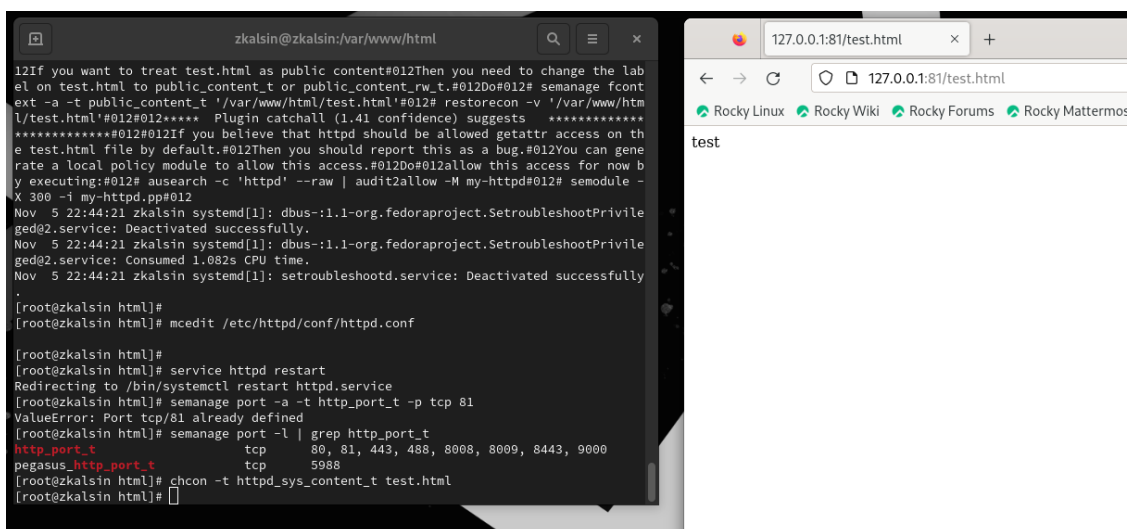 zkalsin@zkalsin:/var/www/html
12If you want to treat test.html as public content#012Then you need to change the lab
el on test.html to public_content_t or public_content_rw_t.#012Do#012# semanage fcont
ext -a -t public_content_t '/var/www/html/test.html'#012# restorecon -v '/var/www/htm
l/test.html'#012#012*****  Plugin catchall (1.41 confidence) suggests   *************
*************#012#012If you believe that httpd should be allowed getattr access on th
e test.html file by default.#012Then you should report this as a bug.#012You can gene
rate a local policy module to allow this access.#012Do#012allow this access for now b
y executing:#012# ausearch -c 'httpd' --raw | audit2allow -M my-httpd#012# semodule -
X 300 -i my-httpd.pp#012
Nov  5 22:44:21 zkalsin systemd[1]: dbus-:1.1-org.fedoraproject.SetroubleshootPrivile
ged@2.service: Deactivated successfully.
Nov  5 22:44:21 zkalsin systemd[1]: dbus-:1.1-org.fedoraproject.SetroubleshootPrivile
ged@2.service: Consumed 1.082s CPU time.
Nov  5 22:44:21 zkalsin systemd[1]: setroubleshootd.service: Deactivated successfully
.
[root@zkalsin html]#
[root@zkalsin html]# mcedit /etc/httpd/conf/httpd.conf
[root@zkalsin html]#
[root@zkalsin html]# service httpd restart
Redirecting to /bin/systemctl restart httpd.service
[root@zkalsin html]# semanage port -a -t http_port_t -p tcp 81
ValueError: Port tcp/81 already defined
[root@zkalsin html]# semanage port -l | grep http_port_t
http_port_t                    tcp      80, 81, 443, 488, 8008, 8009, 8443, 9000
pegasus_http_port_t            tcp      5988
[root@zkalsin html]# chcon -t httpd_sys_content_t test.html
[root@zkalsin html]#
127.0.0.1:81/test.html
127.0.0.1:81/test.html
Rocky Linux Rocky Wiki Rocky Forums Rocky Mattermos
test